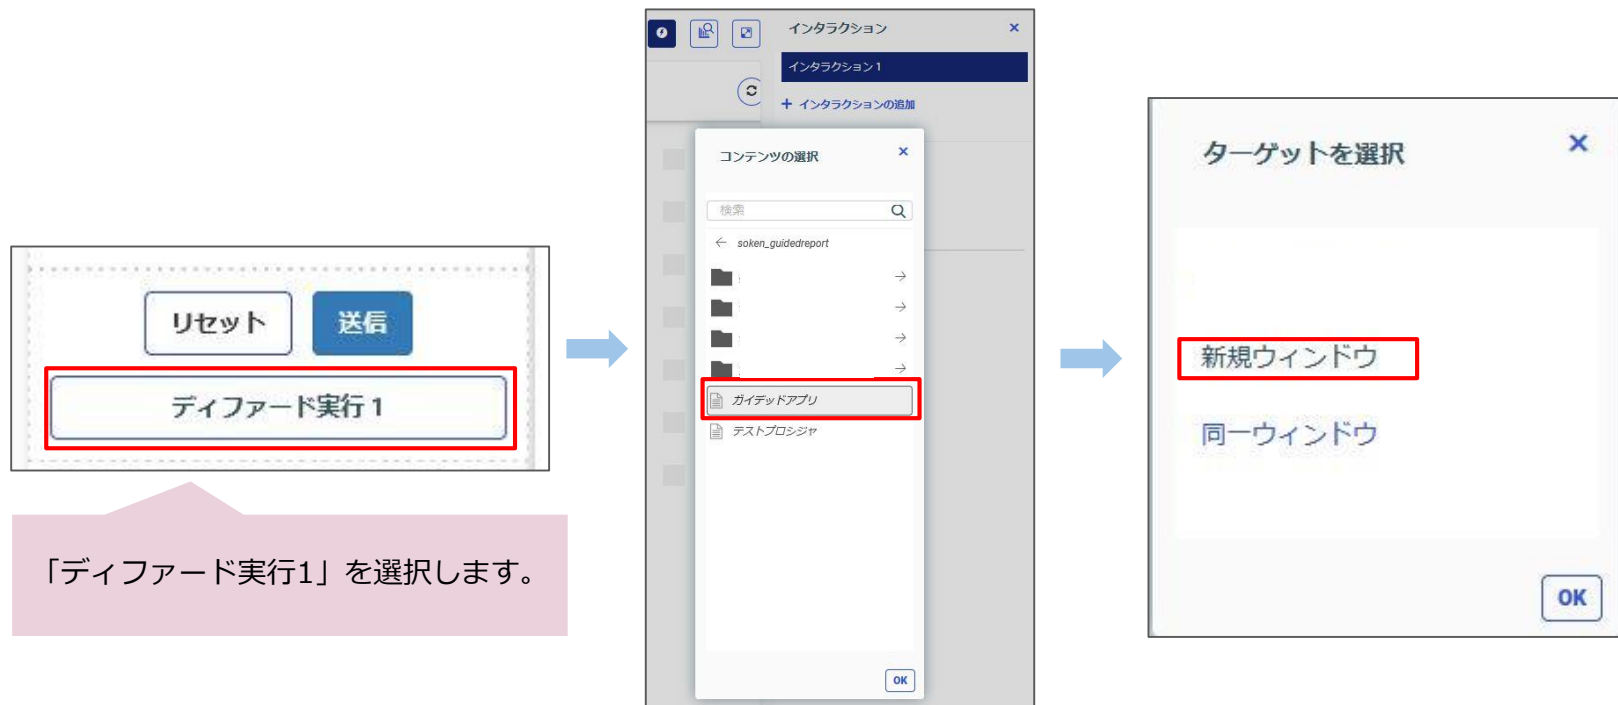 リセット
送信
ディファード実行 1
「ディファード実行1」を選択します。
インタラクション
インタラクション 1
+ インタラクションの追加
コンテンツの選択
検索
soken_guidedreport
ガイデッドアプリ
テストプロシジャ
OK
ターゲットを選択
新規ウィンドウ
同一ウィンドウ
OK